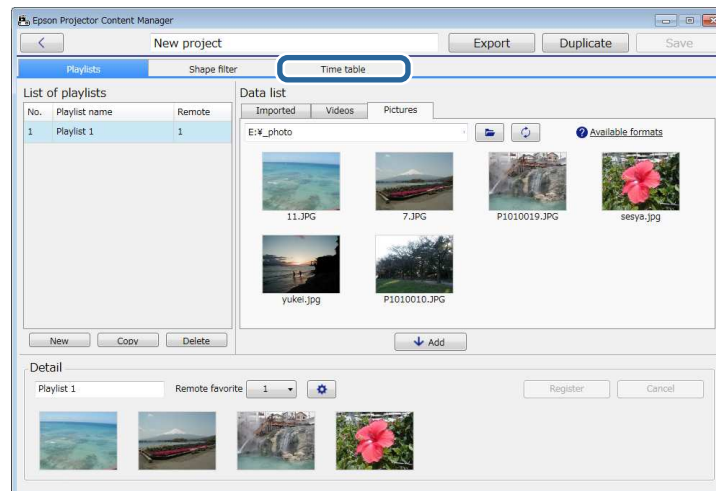 Epson Projector Content Manager
New project
Export
Duplicate
Save
Playlists
Shape filter
Time table
List of playlists
No. Playlist name Remote
1 Playlist 1 1
New
Copy
Delete
Data list
Imported
Videos
Pictures
E:¥_photo
Available formats
11.JPG
7.JPG
P1010019.JPG
sesya.jpg
yukei.jpg
P1010010.JPG
Add
Detail
Playlist 1
Remote favorite
1
Register
Cancel